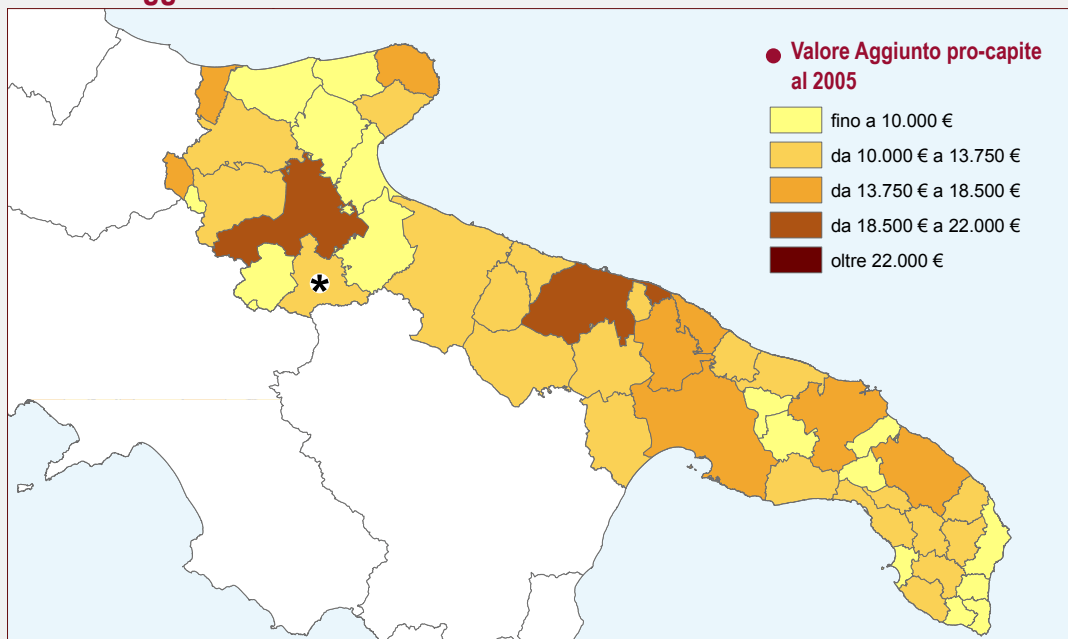 Valore Aggiunto pro-capite
al 2005
fino a 10.000 €
da 10.000 € a 13.750 €
da 13.750 € a 18.500 €
da 18.500 € a 22.000 €
oltre 22.000 €
*